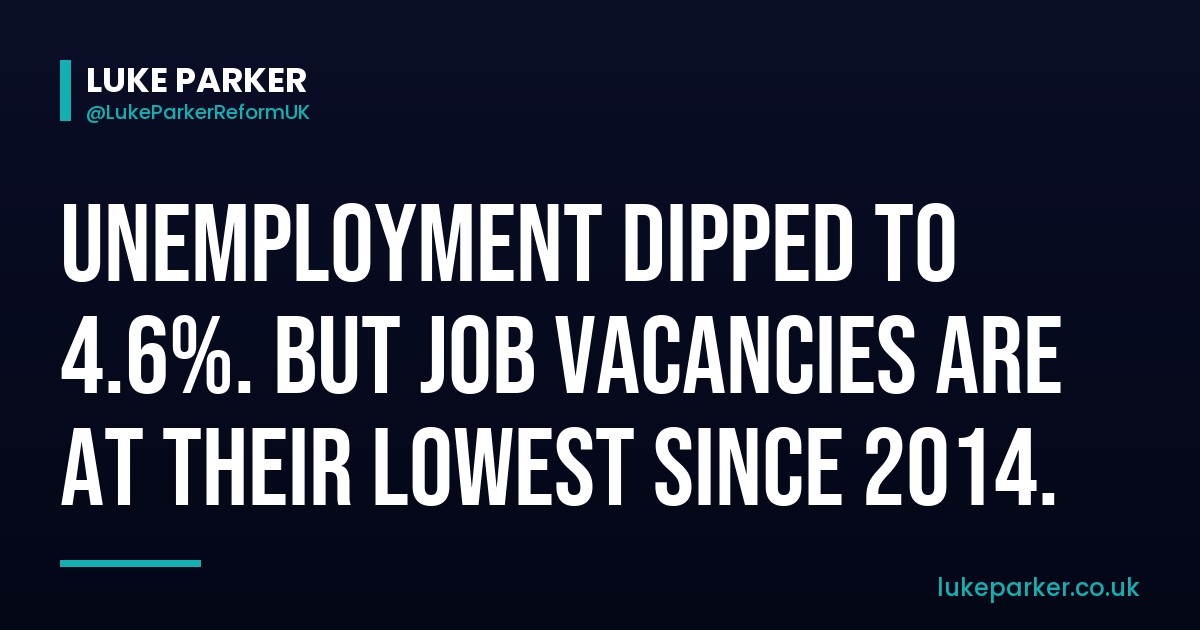 LUKE PARKER
@LukeParkerReformUK
UNEMPLOYMENT DIPPED TO
4.6%. BUT JOB VACANCIES ARE
AT THEIR LOWEST SINCE 2014.
lukeparker.co.uk